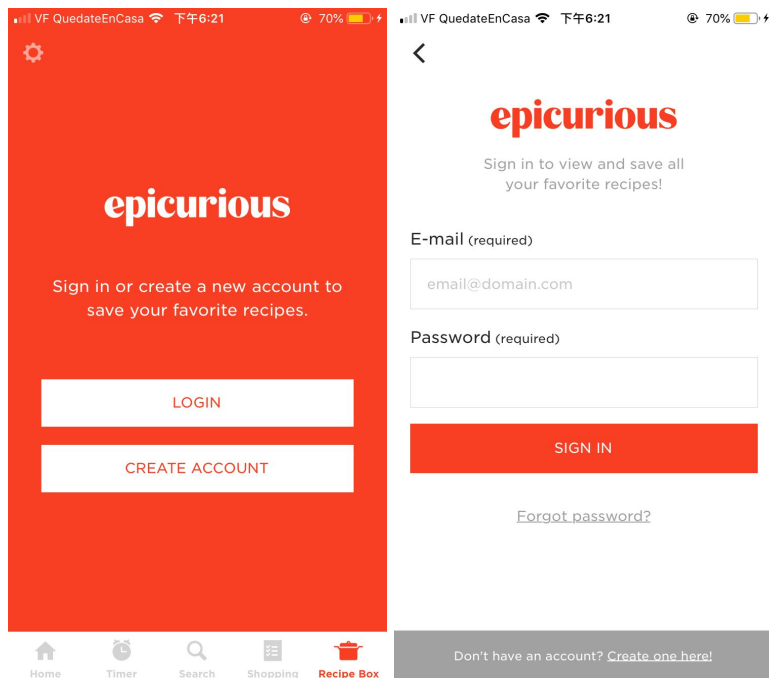 VF QuedateEnCasa 下午6:21 70%
epicurious
Sign in or create a new account to
save your favorite recipes.
LOGIN
CREATE ACCOUNT
Home Timer Search Shopping Recipe Box
VF QuedateEnCasa 下午6:21 70%
epicurious
Sign in to view and save all
your favorite recipes!
E-mail (required)
email@domain.com
Password (required)
SIGN IN
Forgot password?
Don't have an account? Create one here!